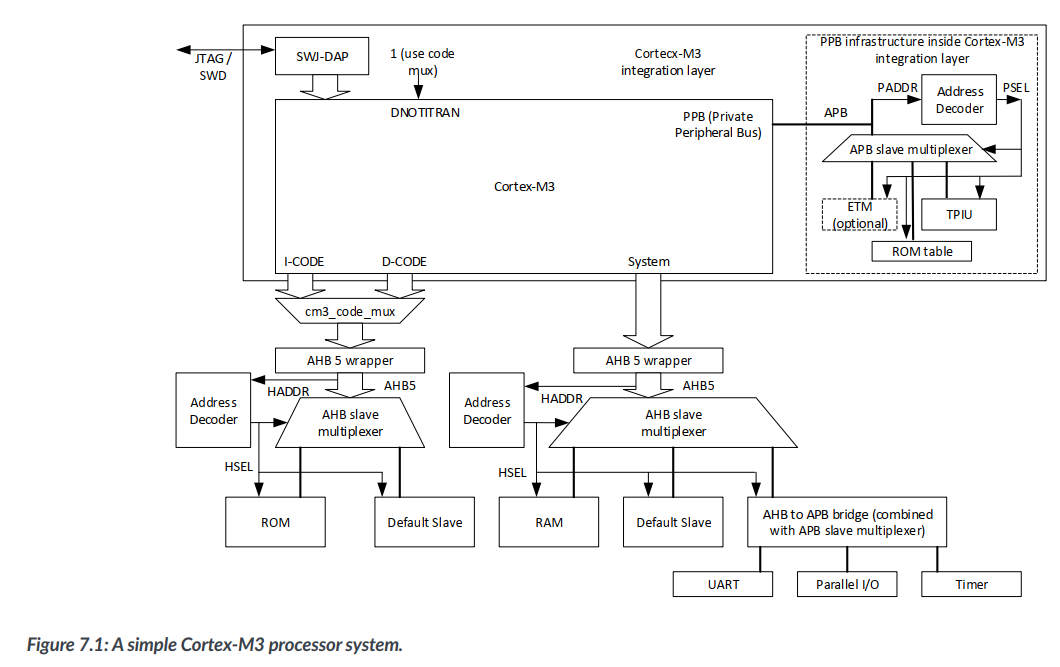 SWJ-DAP
JTAG /
SWD
1 (use code
mux)
Cortecx-M3
integration layer
PPB infrastructure inside Cortex-M3
integration layer
DNOTITRAN
PPB (Private
Peripheral Bus)
APB
PADDR
Address
Decoder
PSEL
APB slave multiplexer
Cortex-M3
ETM
(optional)
TPIU
ROM table
I-CODE
D-CODE
System
cm3_code_mux
AHB 5 wrapper
AHB 5 wrapper
HADDR
AHB5
HADDR
AHB5
Address
Decoder
AHB slave
multiplexer
Address
Decoder
AHB slave
multiplexer
HSEL
HSEL
ROM
Default Slave
RAM
Default Slave
AHB to APB bridge (combined
with APB slave multiplexer)
UART
Parallel I/O
Timer
Figure 7.1: A simple Cortex-M3 processor system.